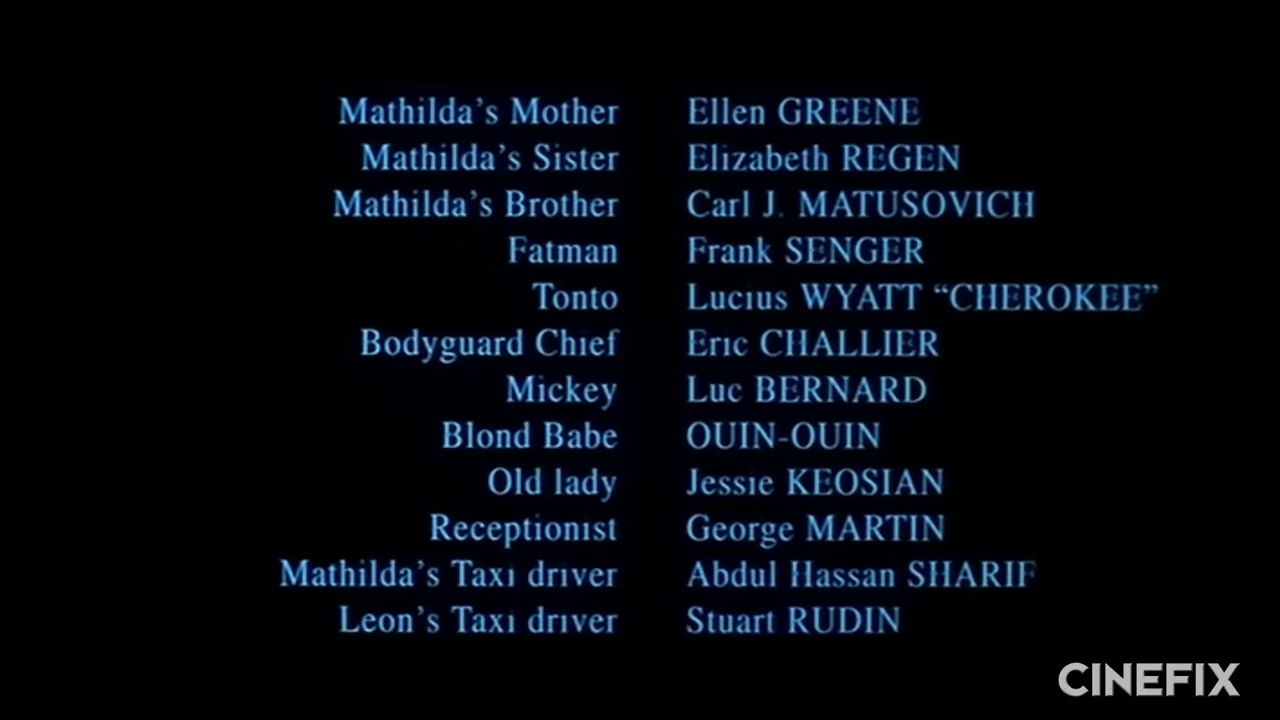 Mathilda's Mother Ellen GREENE
Mathilda's Sister Elizabeth REGEN
Mathilda's Brother Carl J. MATUSOVICH
Fatman Frank SENGER
Tonto Lucius WYATT “CHEROKEE”
Bodyguard Chief Eric CHALLIER
Mickey Luc BERNARD
Blond Babe OUIN-OUIN
Old lady Jessie KEOSIAN
Receptionist George MARTIN
Mathilda's Taxi driver Abdul Hassan SHARIF
Leon's Taxi driver Stuart RUDIN
CINEFIX